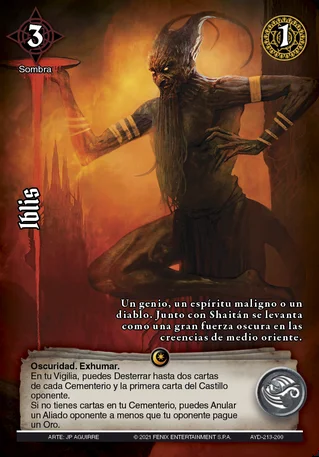 3
1
Sombra
Iblis
Un genio, un espíritu maligno o un
diablo. Junto con Shaitán se levanta
como una gran fuerza oscura en las
creencias de medio oriente.
Oscuridad. Exhumar.
En tu Vigilia, puedes Desterrar hasta dos cartas
de cada Cementerio y la primera carta del Castillo
oponente.
Si no tienes cartas en tu Cementerio, puedes Anular
un Aliado oponente a menos que tu oponente pague
un Oro.
ARTE: JP AGUIRRE
© 2021 FENIX ENTERTAINMENT S.P.A.
AYD-213-260